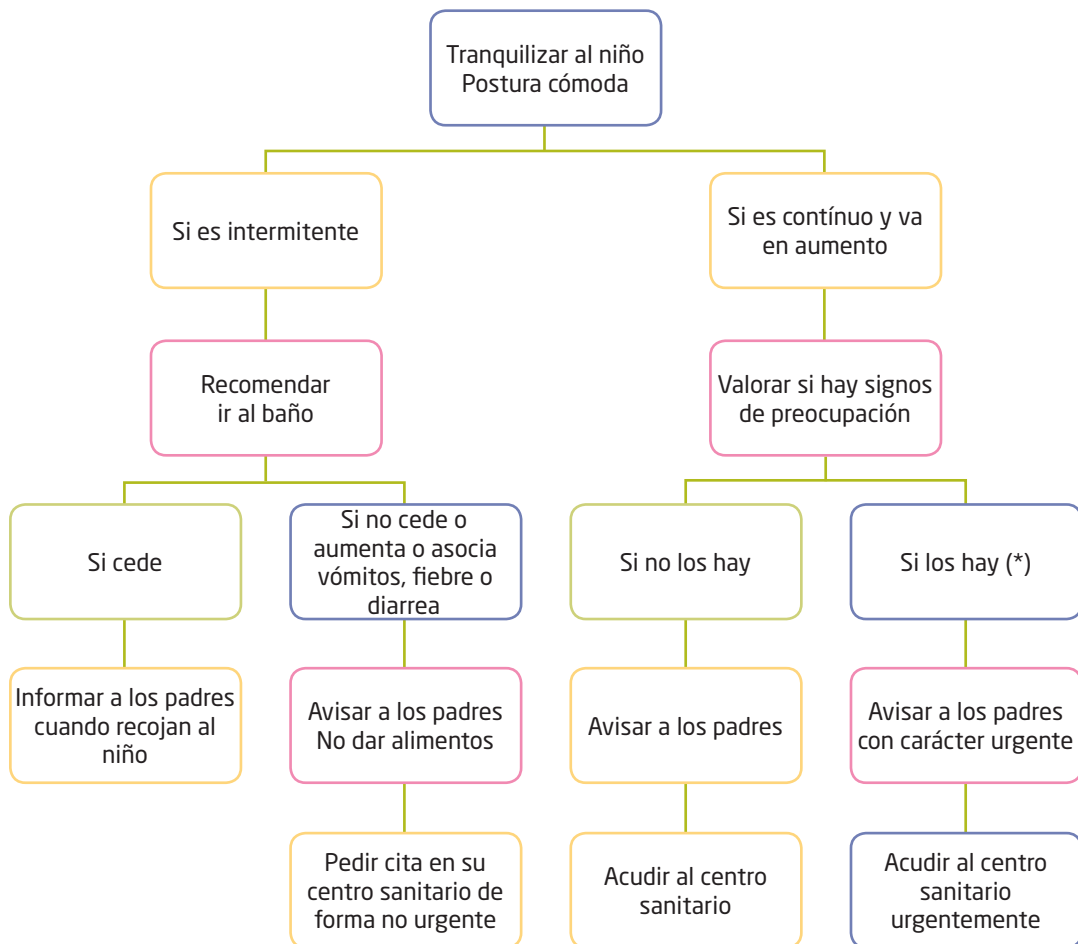 Tranquilizar al niño
Postura cómoda
Si es intermitente
Si es contínuo y va
en aumento
Recomendar
ir al baño
Valorar si hay signos
de preocupación
Si cede
Si no cede o
aumenta o asocia
vómitos, fiebre o
diarrea
Si no los hay
Si los hay (*)
Informar a los padres
cuando recojan al
niño
Avisar a los padres
No dar alimentos
Avisar a los padres
Avisar a los padres
con carácter urgente
Pedir cita en su
centro sanitario de
forma no urgente
Acudir al centro
sanitario
Acudir al centro
sanitario
urgentemente